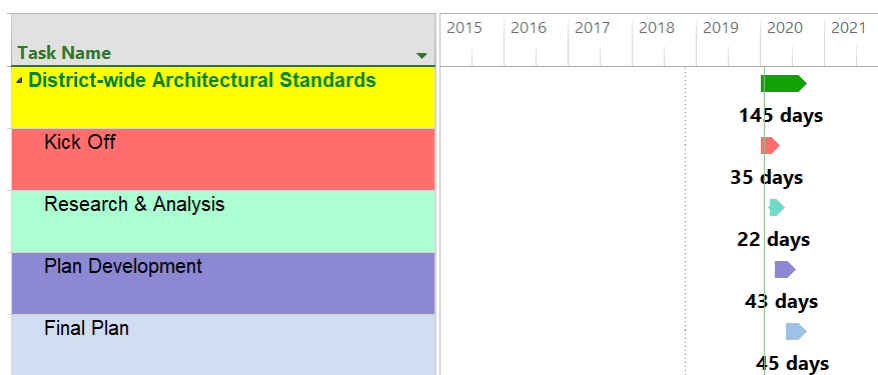 2015 2016 2017 2018 2019 2020 2021
Task Name
District-wide Architectural Standards
145 days
Kick Off
35 days
Research & Analysis
22 days
Plan Development
43 days
Final Plan
45 days